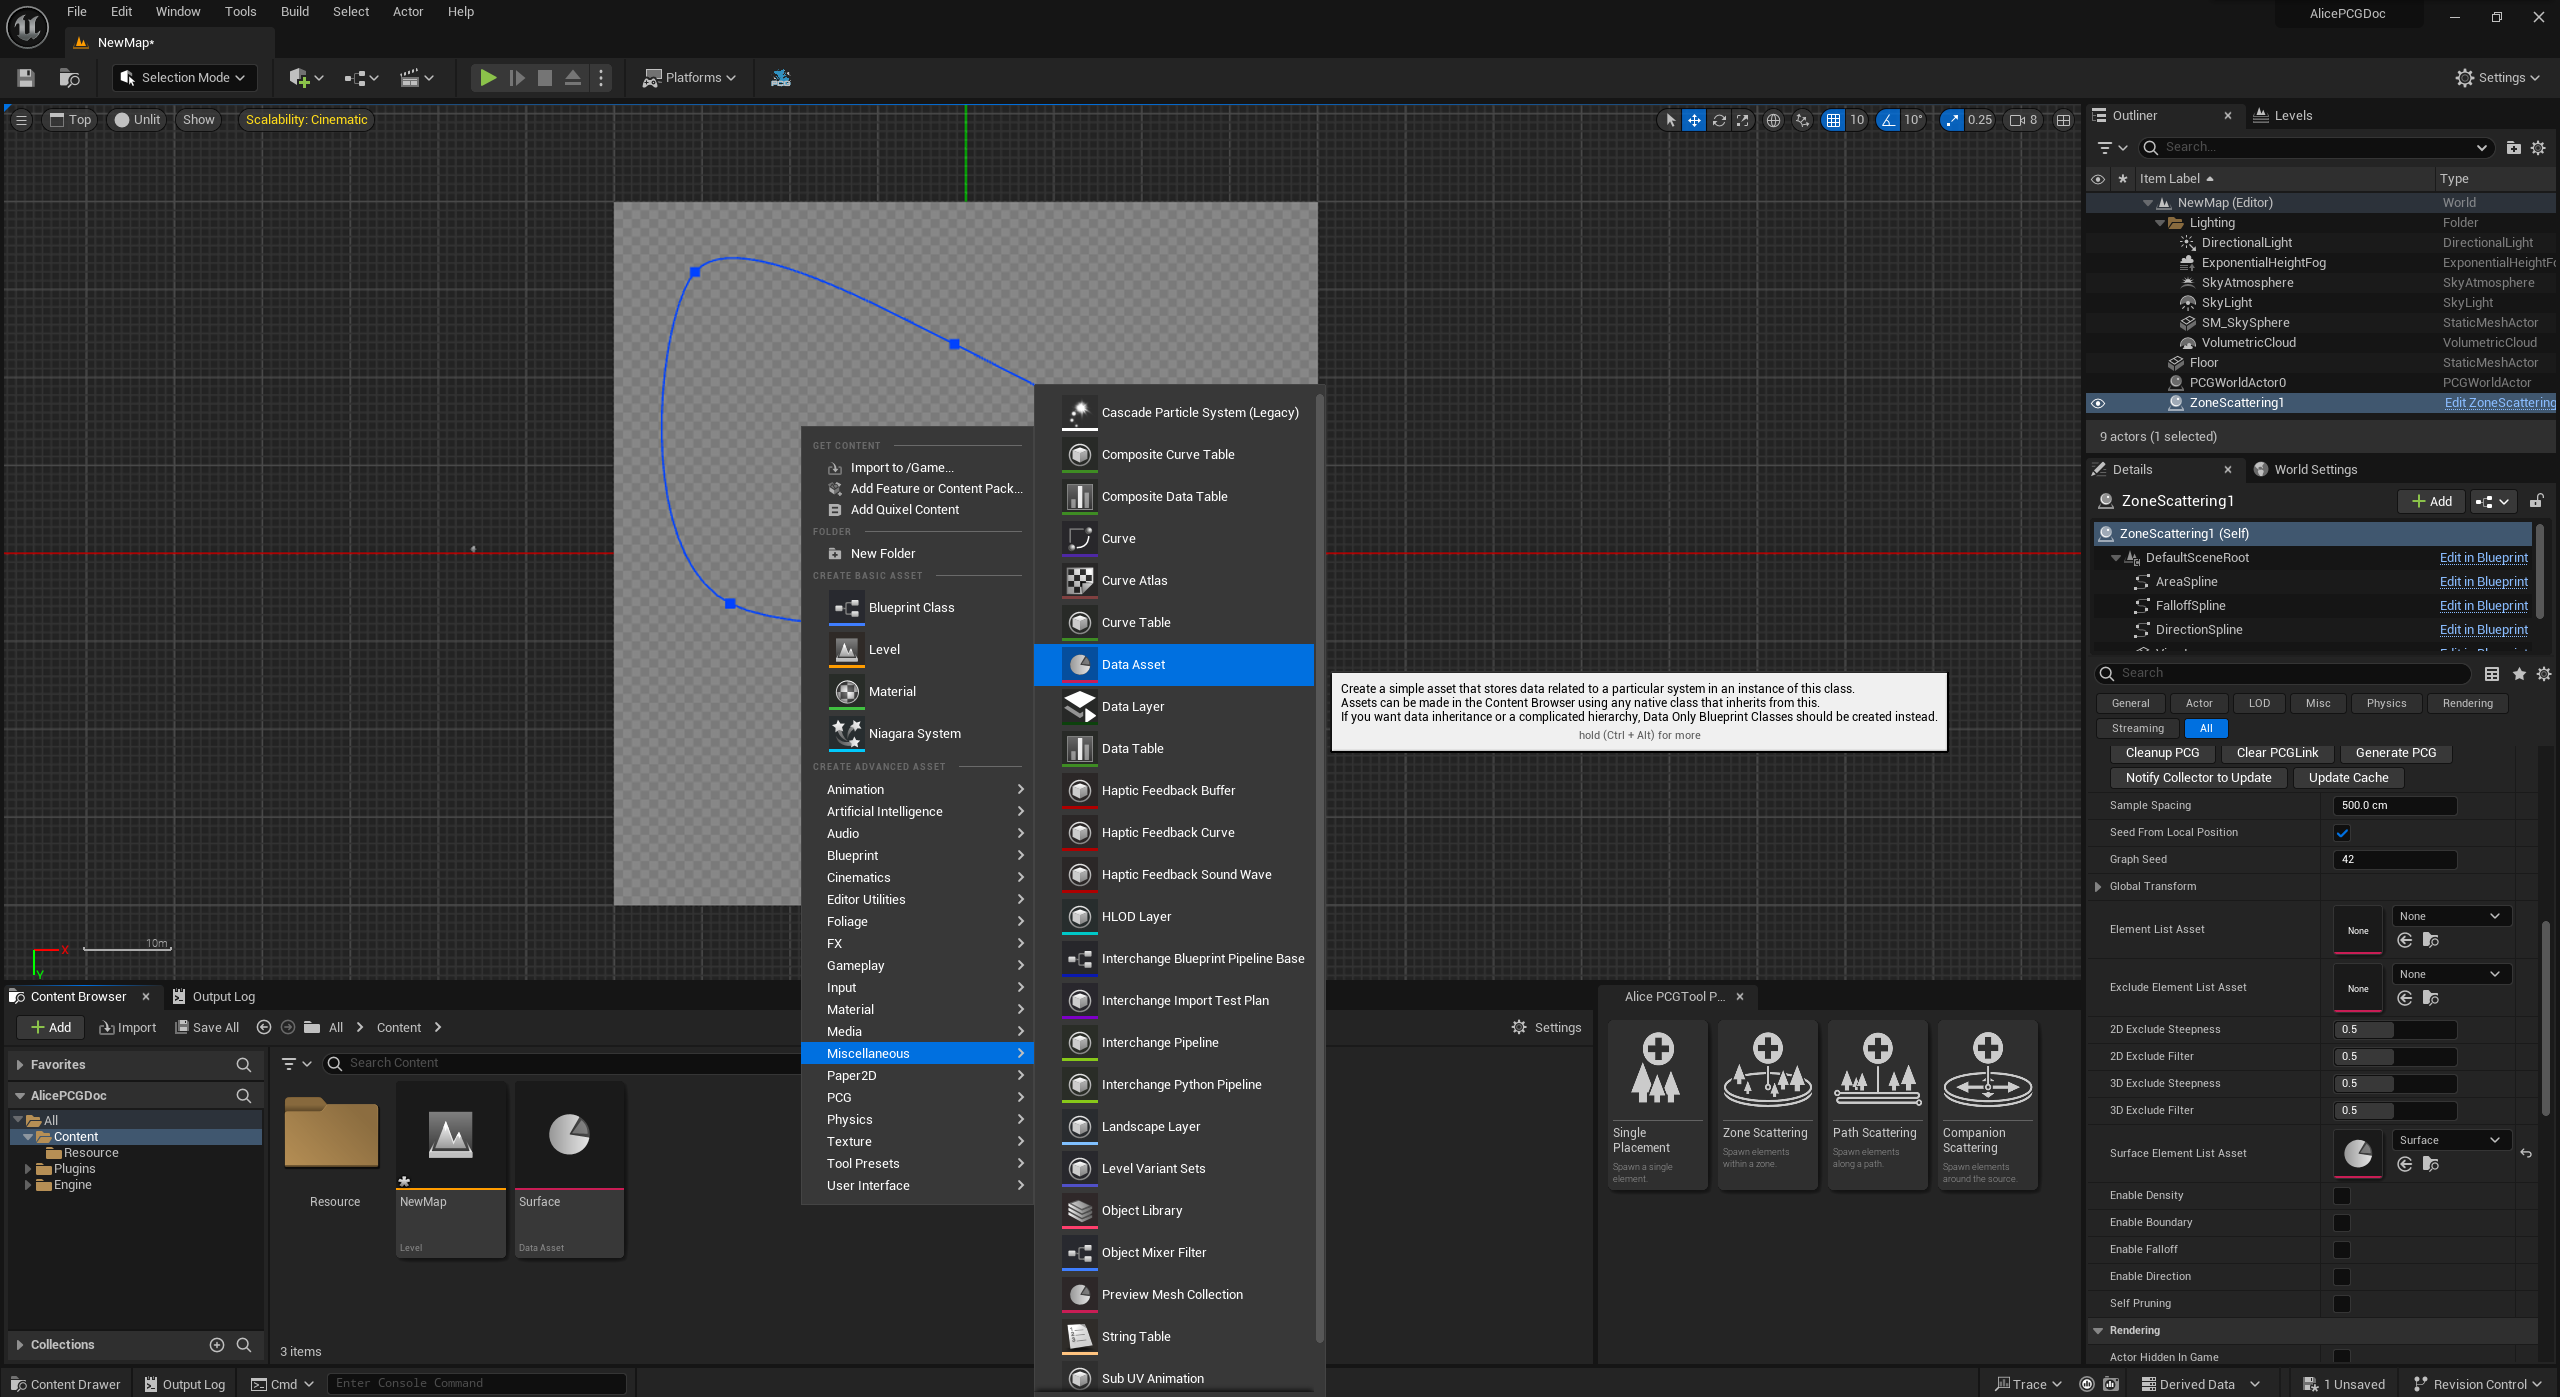 File
Edit
Window
Tools
Build
Select
Actor
Help
AlicePCGDoc
NewMap*
Selection Mode
Platforms
Settings
Top
Unlit
Show
Scalability: Cinematic
10
10°
0.25
8
Outliner
Levels
Search...
Item Label
Type
NewMap (Editor)
World
Lighting
Folder
DirectionalLight
DirectionalLight
ExponentialHeightFog
ExponentialHeightFo
SkyAtmosphere
SkyAtmosphere
SkyLight
SkyLight
SM_SkySphere
StaticMeshActor
VolumetricCloud
VolumetricCloud
Floor
StaticMeshActor
PCGWorldActor0
PCGWorldActor
ZoneScattering1
Edit ZoneScattering
9 actors (1 selected)
Details
World Settings
ZoneScattering1
Add
ZoneScattering1 (Self)
DefaultSceneRoot
Edit in Blueprint
AreaSpline
Edit in Blueprint
FalloffSpline
Edit in Blueprint
DirectionSpline
Edit in Blueprint
Search
General
Actor
LOD
Misc
Physics
Rendering
Streaming
All
Cleanup PCG
Clear PCGLink
Generate PCG
Notify Collector to Update
Update Cache
Sample Spacing
500.0 cm
Seed From Local Position
Graph Seed
42
Global Transform
Element List Asset
None
None
Exclude Element List Asset
None
None
2D Exclude Steepness
0.5
2D Exclude Filter
0.5
3D Exclude Steepness
0.5
3D Exclude Filter
0.5
Surface Element List Asset
Surface
Enable Density
Enable Boundary
Enable Falloff
Enable Direction
Self Pruning
Rendering
Actor Hidden In Game
GET CONTENT
Import to /Game...
Add Feature or Content Pack...
Add Quixel Content
FOLDER
New Folder
CREATE BASIC ASSET
Blueprint Class
Level
Material
Niagara System
CREATE ADVANCED ASSET
Animation
Artificial Intelligence
Audio
Blueprint
Cinematics
Editor Utilities
Foliage
FX
Gameplay
Input
Material
Media
Miscellaneous
Paper2D
PCG
Physics
Texture
Tool Presets
User Interface
Cascade Particle System (Legacy)
Composite Curve Table
Composite Data Table
Curve
Curve Atlas
Curve Table
Data Asset
Data Layer
Data Table
Haptic Feedback Buffer
Haptic Feedback Curve
Haptic Feedback Sound Wave
HLOD Layer
Interchange Blueprint Pipeline Base
Interchange Import Test Plan
Interchange Pipeline
Interchange Python Pipeline
Landscape Layer
Level Variant Sets
Object Library
Object Mixer Filter
Preview Mesh Collection
String Table
Sub UV Animation
Create a simple asset that stores data related to a particular system in an instance of this class.
Assets can be made in the Content Browser using any native class that inherits from this.
If you want data inheritance or a complicated hierarchy, Data Only Blueprint Classes should be created instead.
hold (Ctrl + Alt) for more
X
Y
10m
Content Browser
Output Log
Add
Import
Save All
All
Content
Settings
Favorites
Search Content
AlicePCGDoc
All
Content
Resource
Plugins
Engine
Collections
Resource
NewMap
Level
Surface
Data Asset
3 items
Alice PCGTool P...
Single
Placement
Spawn a single
element.
Zone Scattering
Spawn elements
within a zone.
Path Scattering
Spawn elements
along a path.
Companion
Scattering
Spawn elements
around the source.
Content Drawer
Output Log
Cmd
Enter Console Command
Trace
Derived Data
1 Unsaved
Revision Control